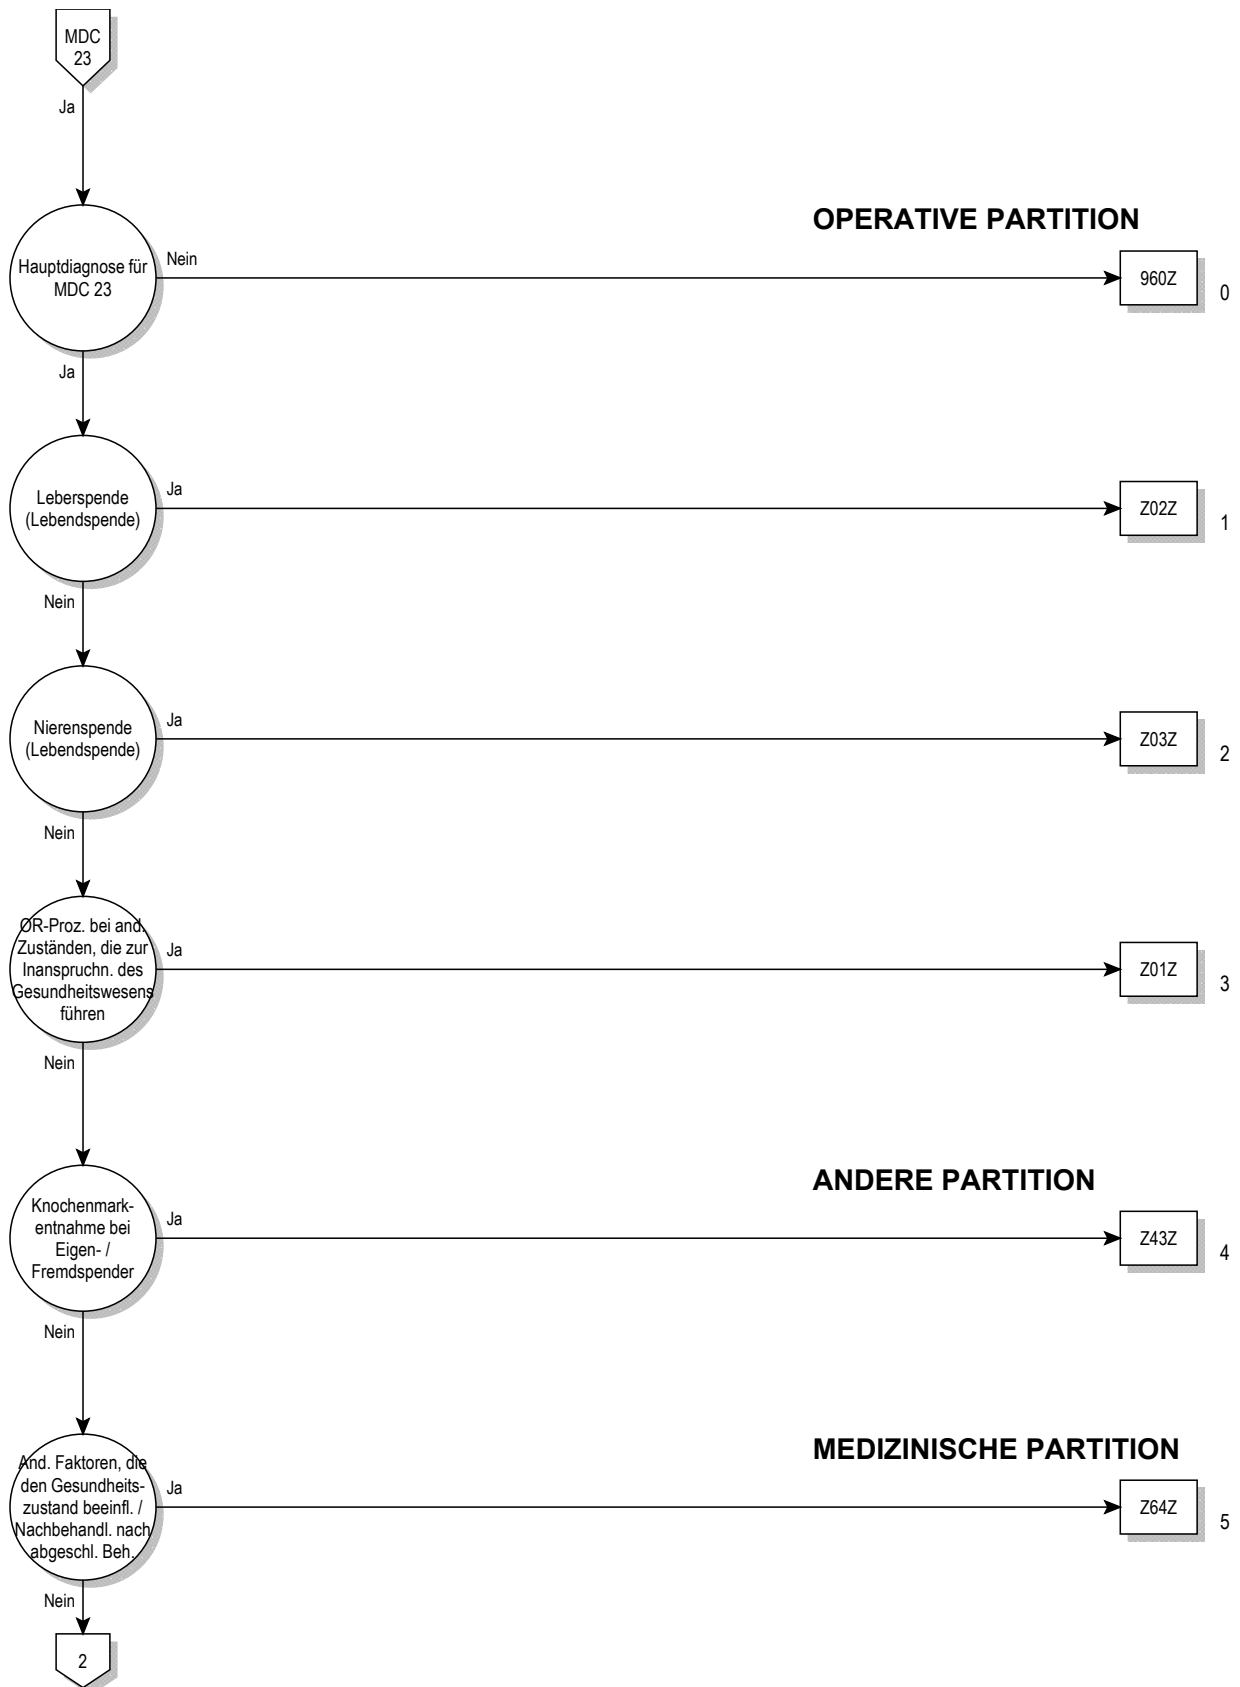 MDC
23
Ja
OPERATIVE PARTITION
Hauptdiagnose für
MDC 23
Nein
960Z
0
Ja
Leberspende
(Lebendspende)
Ja
Z02Z
1
Nein
Nierenspende
(Lebendspende)
Ja
Z03Z
2
Nein
OR-Proz. bei and.
Zuständen, die zur
Inanspruchn. des
Gesundheitswesens
führen
Ja
Z01Z
3
Nein
ANDERE PARTITION
Knochenmark-
entnahme bei
Eigen- /
Fremdspender
Ja
Z43Z
4
Nein
MEDIZINISCHE PARTITION
And. Faktoren, die
den Gesundheits-
zustand beeinfl. /
Nachbehandl. nach
abgeschl. Beh.
Ja
Z64Z
5
Nein
2